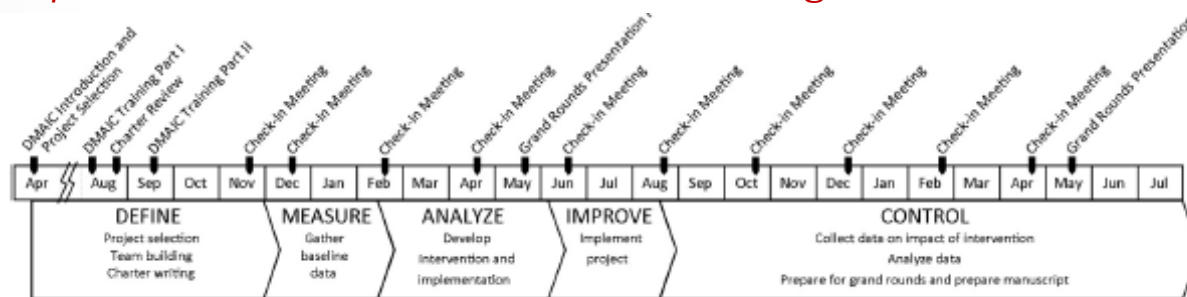 DMAIC Introduction and
Project Selection
DMAIC Training Part I
Charter Review
DMAIC Training Part II
Check-in Meeting
Check-in Meeting
Check-in Meeting
Check-in Meeting
Grand Rounds Presentation
Check-in Meeting
Check-in Meeting
Check-in Meeting
Check-in Meeting
Check-in Meeting
Check-in Meeting
Grand Rounds Presentation
Apr Aug Sep Oct Nov Dec Jan Feb Mar Apr May Jun Jul Aug Sep Oct Nov Dec Jan Feb Mar Apr May Jun Jul
DEFINE
Project selection
Team building
Charter writing
MEASURE
Gather
baseline
data
ANALYZE
Develop
Intervention and
implementation
IMPROVE
Implement
project
CONTROL
Collect data on impact of intervention
Analyze data
Prepare for grand rounds and prepare manuscript